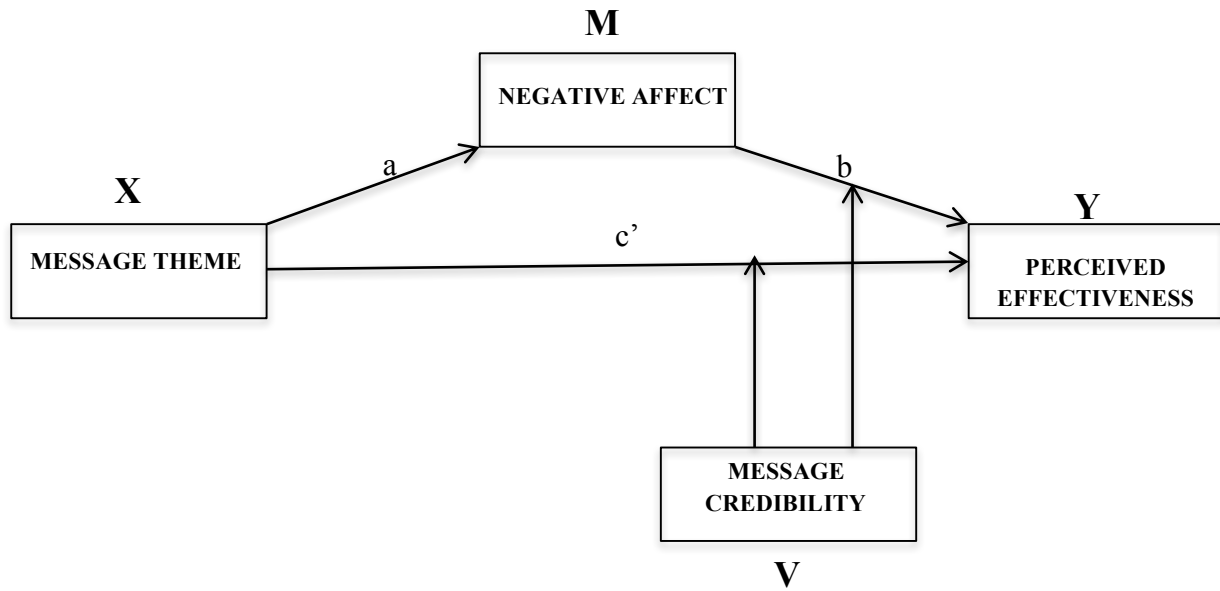 M
NEGATIVE AFFECT
a
b
X
Y
MESSAGE THEME
c’
PERCEIVED
EFFECTIVENESS
MESSAGE
CREDIBILITY
V